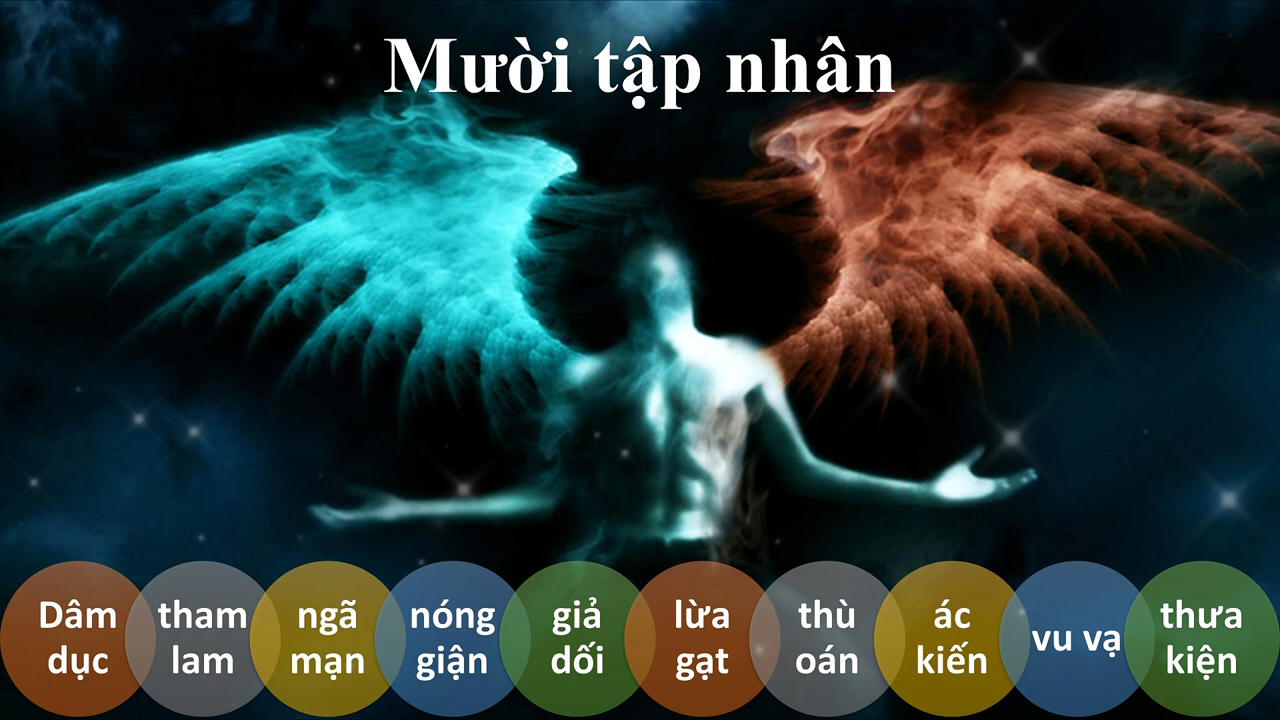 Mười tập nhân
Dâm
dục
tham
lam
ngã
mạn
nóng
giận
giả
dối
lừa
gạt
thù
oán
ác
kiến
vu vạ
thưa
kiện